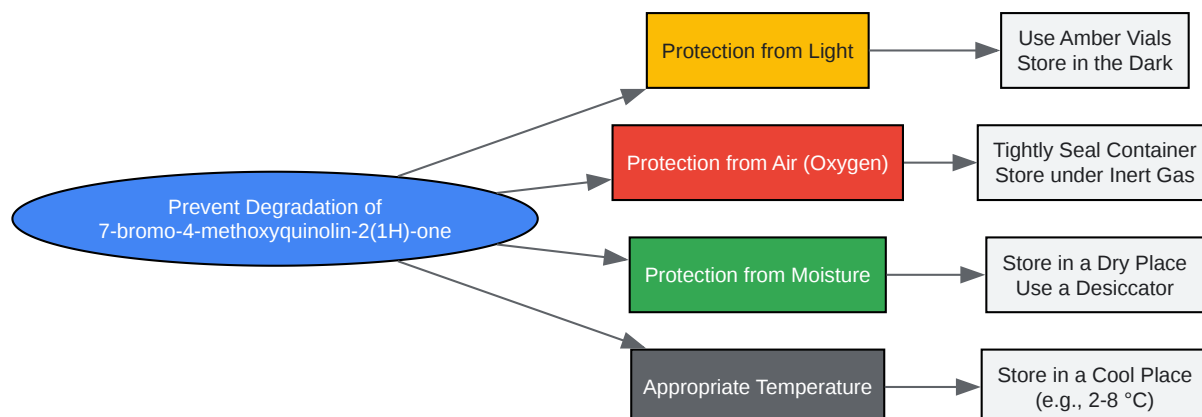 Protection from Light
Use Amber Vials
Store in the Dark
Protection from Air (Oxygen)
Tightly Seal Container
Store under Inert Gas
Prevent Degradation of
7-bromo-4-methoxyquinolin-2(1H)-one
Protection from Moisture
Store in a Dry Place
Use a Desiccator
Appropriate Temperature
Store in a Cool Place
(e.g., 2-8 °C)